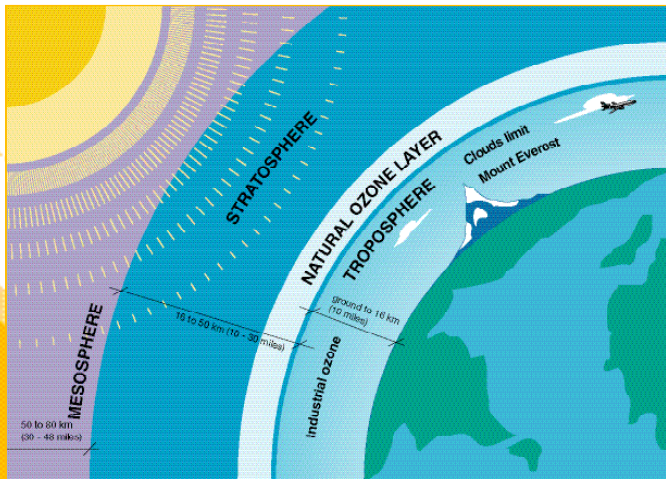 STRATOSPHERE
NATURAL OZONE LAYER
Clouds limit
Mount Everost
TROPOSPHERE
ground to 16 km
(10 miles)
16 to 50 km (10 - 30 miles)
Industrial ozone
MESOSPHERE
50 to 80 km
(30 - 48 miles)